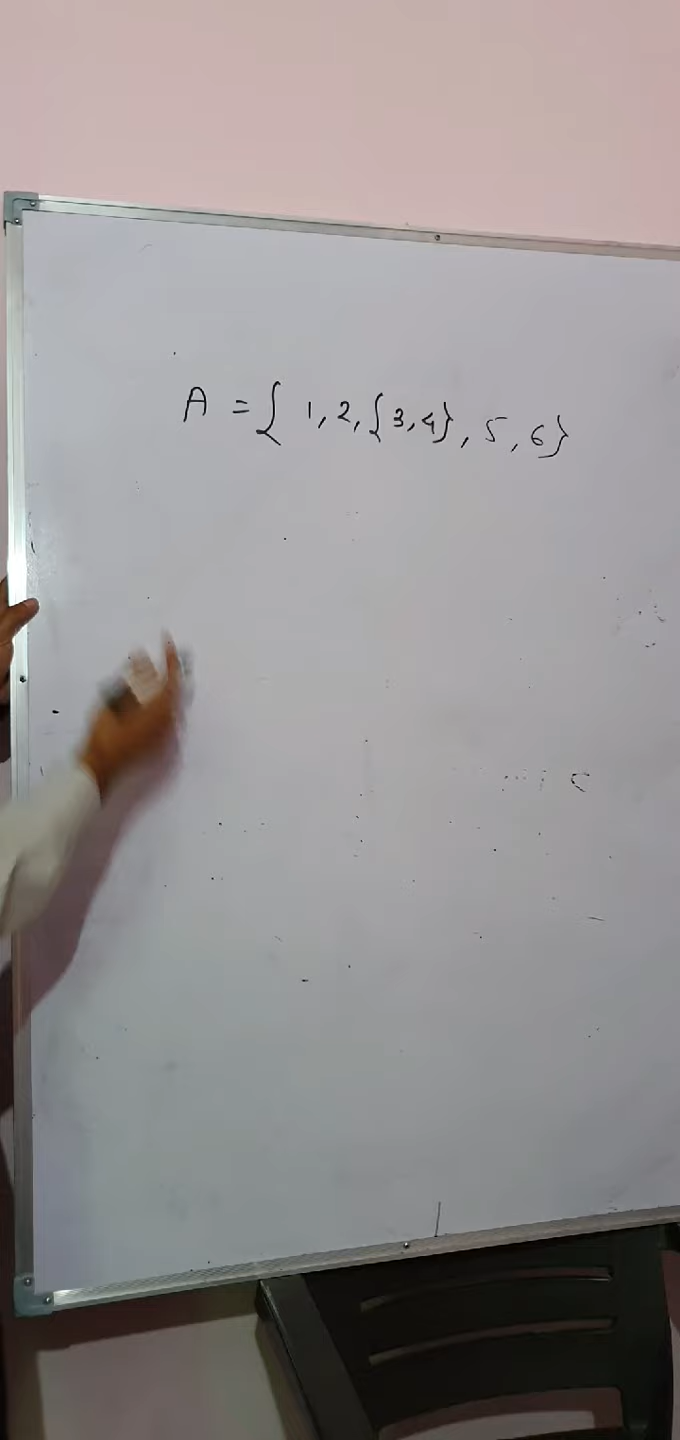 A = { 1, 2, {3, 4}, 5, 6}